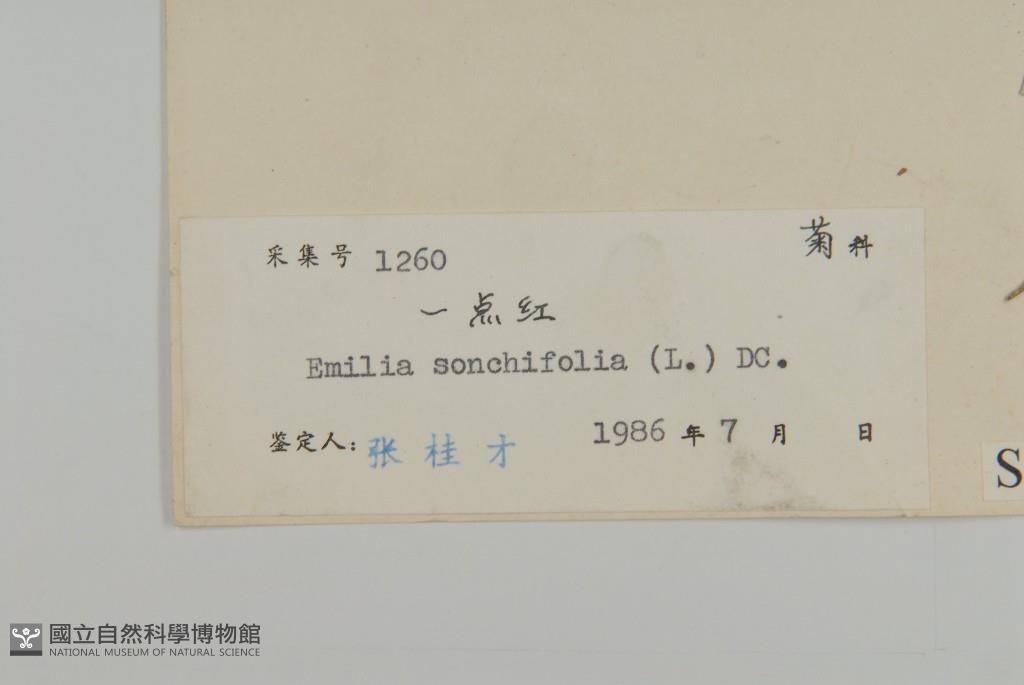 采集号 1260 菊科
一点红
Emilia sonchifolia (L.) DC.
鉴定人: 张桂才 1986 年 7 月 日
S
國立自然科學博物館
NATIONAL MUSEUM OF NATURAL SCIENCE